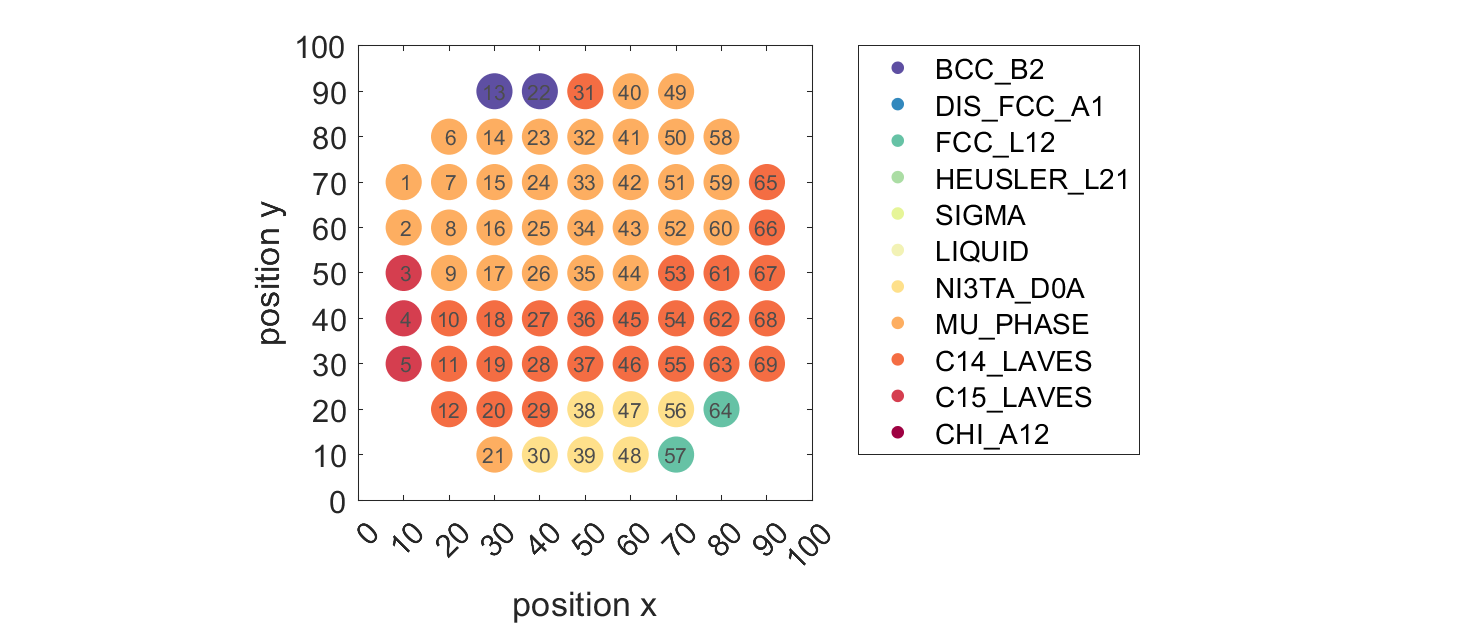 100
90
80
70
60
50
40
30
20
10
0
position y
13 22 31 40 49
6 14 23 32 41 50 58
1 7 15 24 33 42 51 59 65
2 8 16 25 34 43 52 60 66
3 9 17 26 35 44 53 61 67
4 10 18 27 36 45 54 62 68
5 11 19 28 37 46 55 63 69
12 20 29 38 47 56 64
21 30 39 48 57
0 10 20 30 40 50 60 70 80 90 100
position x
BCC_B2
DIS_FCC_A1
FCC_L12
HEUSLER_L21
SIGMA
LIQUID
NI3TA_D0A
MU_PHASE
C14_LAVES
C15_LAVES
CHI_A12